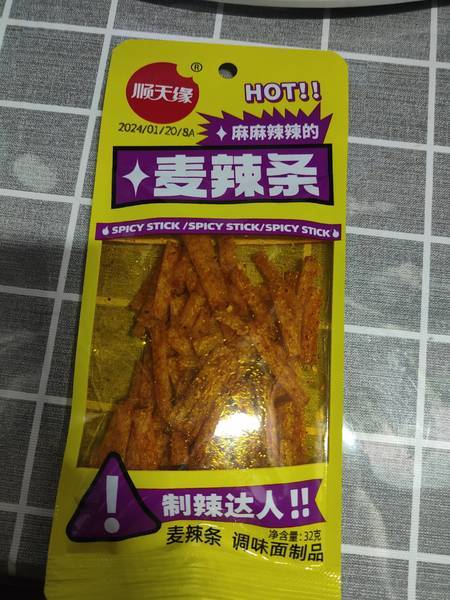 顺天缘
®
HOT!!
2024/01/20/8A
麻麻辣辣的
麦辣条
SPICY STICK /SPICY STICK/SPICY STICK
制辣达人!!
麦辣条 调味面制品
净含量:32克